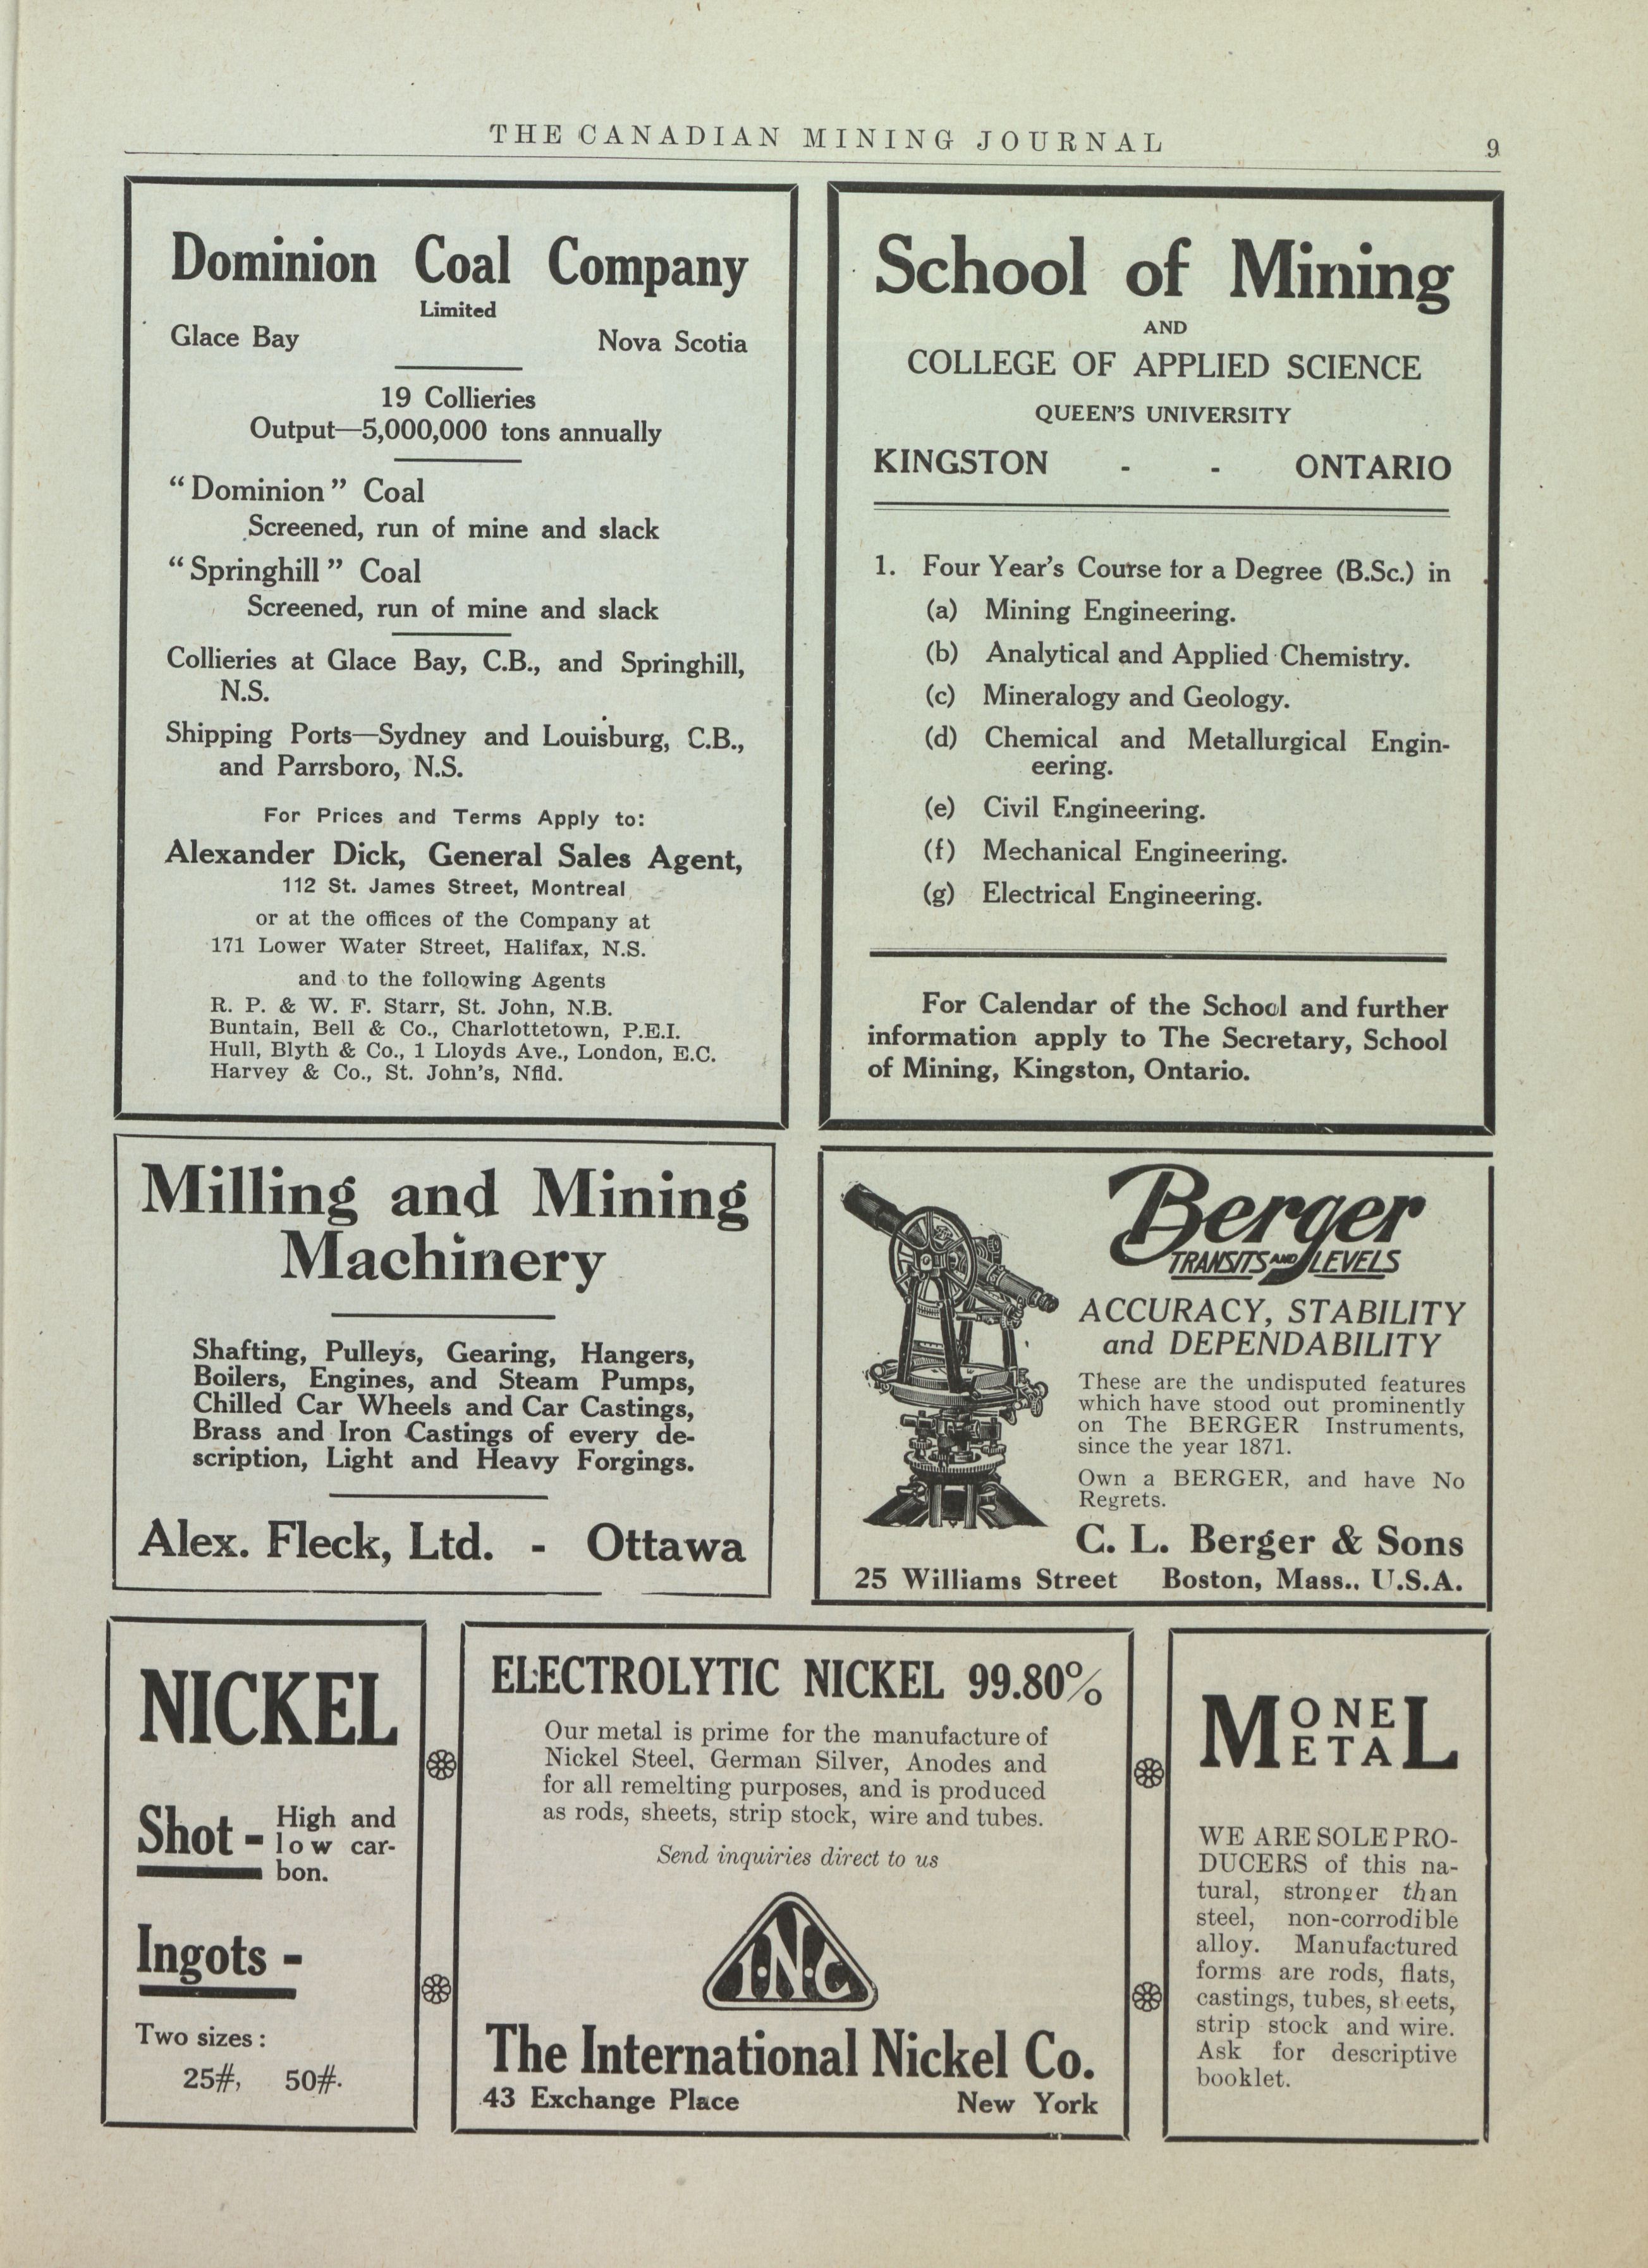 THE CANADIAN MINING JOURNAL 9
Dominion Coal Company
Limited
Glace Bay Nova Scotia
19 Collieries
Output—5,000,000 tons annually
“Dominion” Coal
Screened, run of mine and slack
“Springhill” Coal
Screened, run of mine and slack
Collieries at Glace Bay, C.B., and Springhill,
N.S.
Shipping Ports—Sydney and Louisburg, C.B.,
and Parrsboro, N.S.
For Prices and Terms Apply to:
Alexander Dick, General Sales Agent,
112 St. James Street, Montreal
or at the offices of the Company at
171 Lower Water Street, Halifax, N.S.
and to the following Agents
R. P. & W. F. Starr, St. John, N.B.
Buntain, Bell & Co., Charlottetown, P.E.I.
Hull, Blyth & Co., 1 Lloyds Ave., London, E.C.
Harvey & Co., St. John's, Nfld.
School of Mining
AND
COLLEGE OF APPLIED SCIENCE
QUEEN'S UNIVERSITY
KINGSTON - - ONTARIO
1. Four Year's Course for a Degree (B.Sc.) in
(a) Mining Engineering.
(b) Analytical and Applied Chemistry.
(c) Mineralogy and Geology.
(d) Chemical and Metallurgical Engin-
eering.
(e) Civil Engineering.
(f) Mechanical Engineering.
(g) Electrical Engineering.
For Calendar of the School and further
information apply to The Secretary, School
of Mining, Kingston, Ontario.
Milling and Mining
Machinery
Shafting, Pulleys, Gearing, Hangers,
Boilers, Engines, and Steam Pumps,
Chilled Car Wheels and Car Castings,
Brass and Iron Castings of every de-
scription, Light and Heavy Forgings.
Alex. Fleck, Ltd. - Ottawa
Berger
TRANSITS AND LEVELS
ACCURACY, STABILITY
and DEPENDABILITY
These are the undisputed features
which have stood out prominently
on The BERGER Instruments,
since the year 1871.
Own a BERGER, and have No
Regrets.
C. L. Berger & Sons
25 Williams Street Boston, Mass., U.S.A.
NICKEL
Shot - High and
low car-
bon.
Ingots -
Two sizes:
25#, 50#.
ELECTROLYTIC NICKEL 99.80%
Our metal is prime for the manufacture of
Nickel Steel, German Silver, Anodes and
for all remelting purposes, and is produced
as rods, sheets, strip stock, wire and tubes.
Send inquiries direct to us
I·N·C
The International Nickel Co.
43 Exchange Place New York
MONEL
METAL
WE ARE SOLE PRO-
DUCERS of this na-
tural, stronger than
steel, non-corrodible
alloy. Manufactured
forms are rods, flats,
castings, tubes, sheets,
strip stock and wire.
Ask for descriptive
booklet.